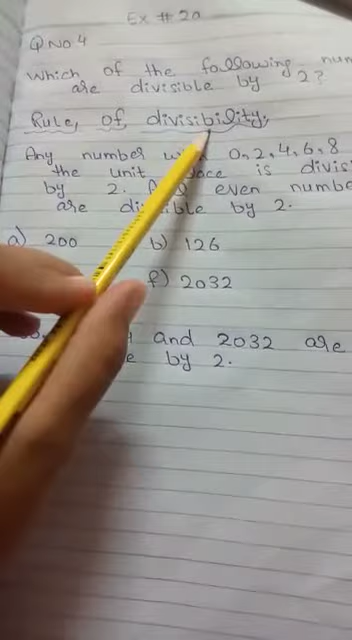 Ex # 2a
Q NO 4
Which of the following
are divisible by 2?
Rule, of divisibility,
Any number 0, 2, 4, 6, 8
the unit is
by 2. even
are by 2.
a) 200 b) 126
f) 2032
and 2032 are
by 2.